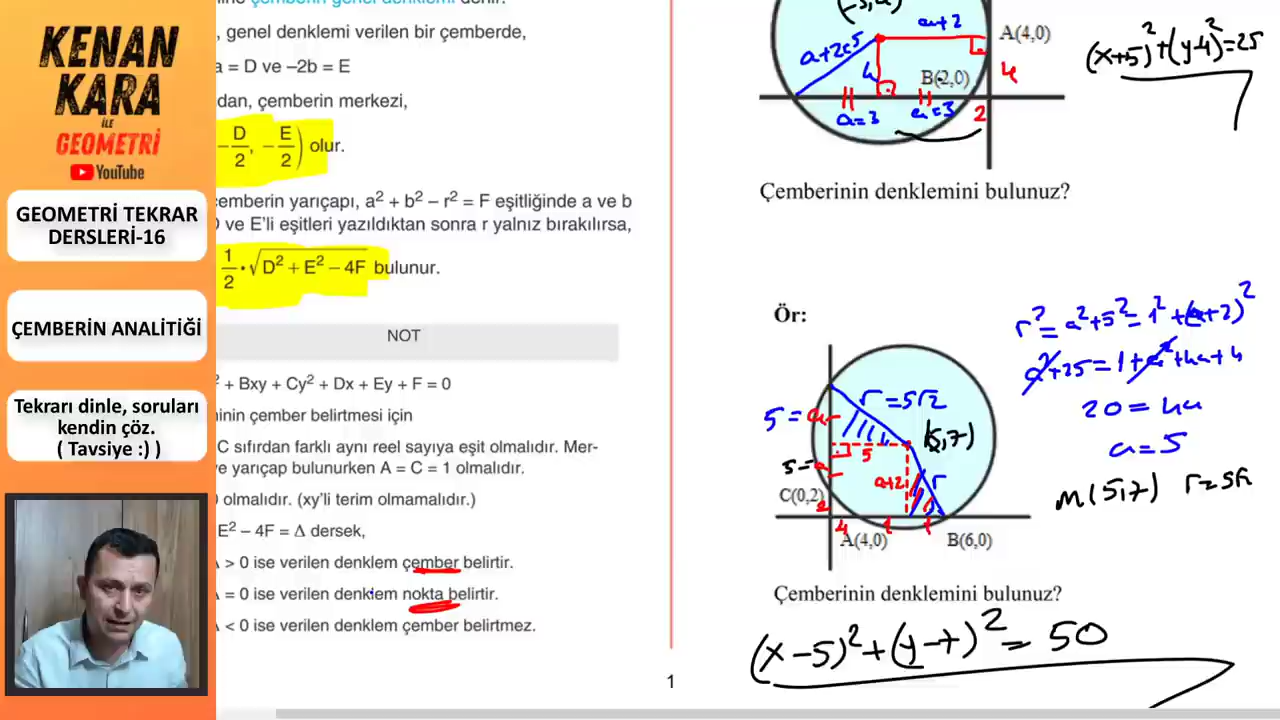 KENAN
KARA
İLE
GEOMETRİ
YouTube
GEOMETRİ TEKRAR
DERSLERİ-16
ÇEMBERİN ANALİTİĞİ
Tekrarı dinle, soruları
kendin çöz.
( Tavsiye :) )
çemberin genel denklemi denir.
, genel denklemi verilen bir çemberde,
a = D ve –2b = E
dan, çemberin merkezi,
D/2, –E/2) olur.
çemberin yarıçapı, a² + b² – r² = F eşitliğinde a ve b
D ve E'li eşitleri yazıldıktan sonra r yalnız bırakılırsa,
1/2 • √D² + E² – 4F bulunur.
NOT
² + Bxy + Cy² + Dx + Ey + F = 0
çember belirtmesi için
C sıfırdan farklı aynı reel sayıya eşit olmalıdır. Mer-
yarıçap bulunurken A = C = 1 olmalıdır.
0 olmalıdır. (xy'li terim olmamalıdır.)
E² – 4F = Δ dersek,
> 0 ise verilen denklem çember belirtir.
= 0 ise verilen denklem nokta belirtir.
< 0 ise verilen denklem çember belirtmez.
a+2
a+2=5
A(4,0)
4
B(2,0)
a=3
a=3
2
(x+5)²+(y-4)²=25
Çemberinin denklemini bulunuz?
Ör:
r²=a²+5²=1²+(a+2)²
a²+25=1+a²+4a+4
20=4a
a=5
M(5,7) r=5√2
r=5√2
5=a
(5,7)
5
5=a
a+2
r
C(0,2)
2
4
1
1
A(4,0)
B(6,0)
Çemberinin denklemini bulunuz?
(x-5)²+(y-7)²=50
1